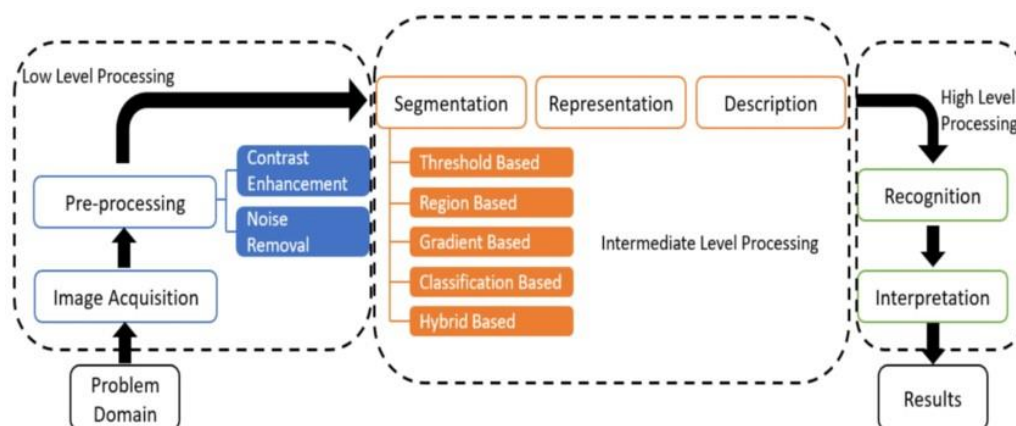 Low Level Processing
Contrast
Enhancement
Pre-processing
Noise
Removal
Image Acquisition
Problem
Domain
Segmentation
Representation
Description
Threshold Based
Region Based
Gradient Based
Classification Based
Hybrid Based
Intermediate Level Processing
High Level
Processing
Recognition
Interpretation
Results